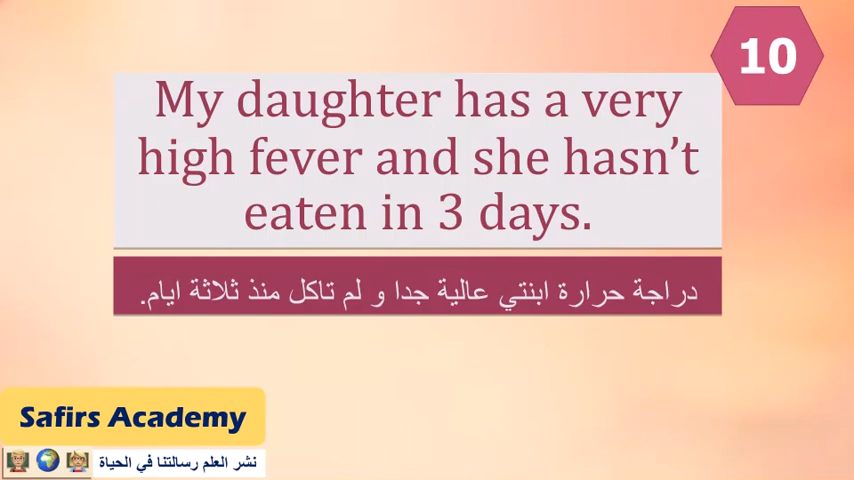 10
My daughter has a very
high fever and she hasn’t
eaten in 3 days.
دراجة حرارة ابنتي عالية جدا و لم تاكل منذ ثلاثة ايام.
Safirs Academy
نشر العلم رسالتنا في الحياة